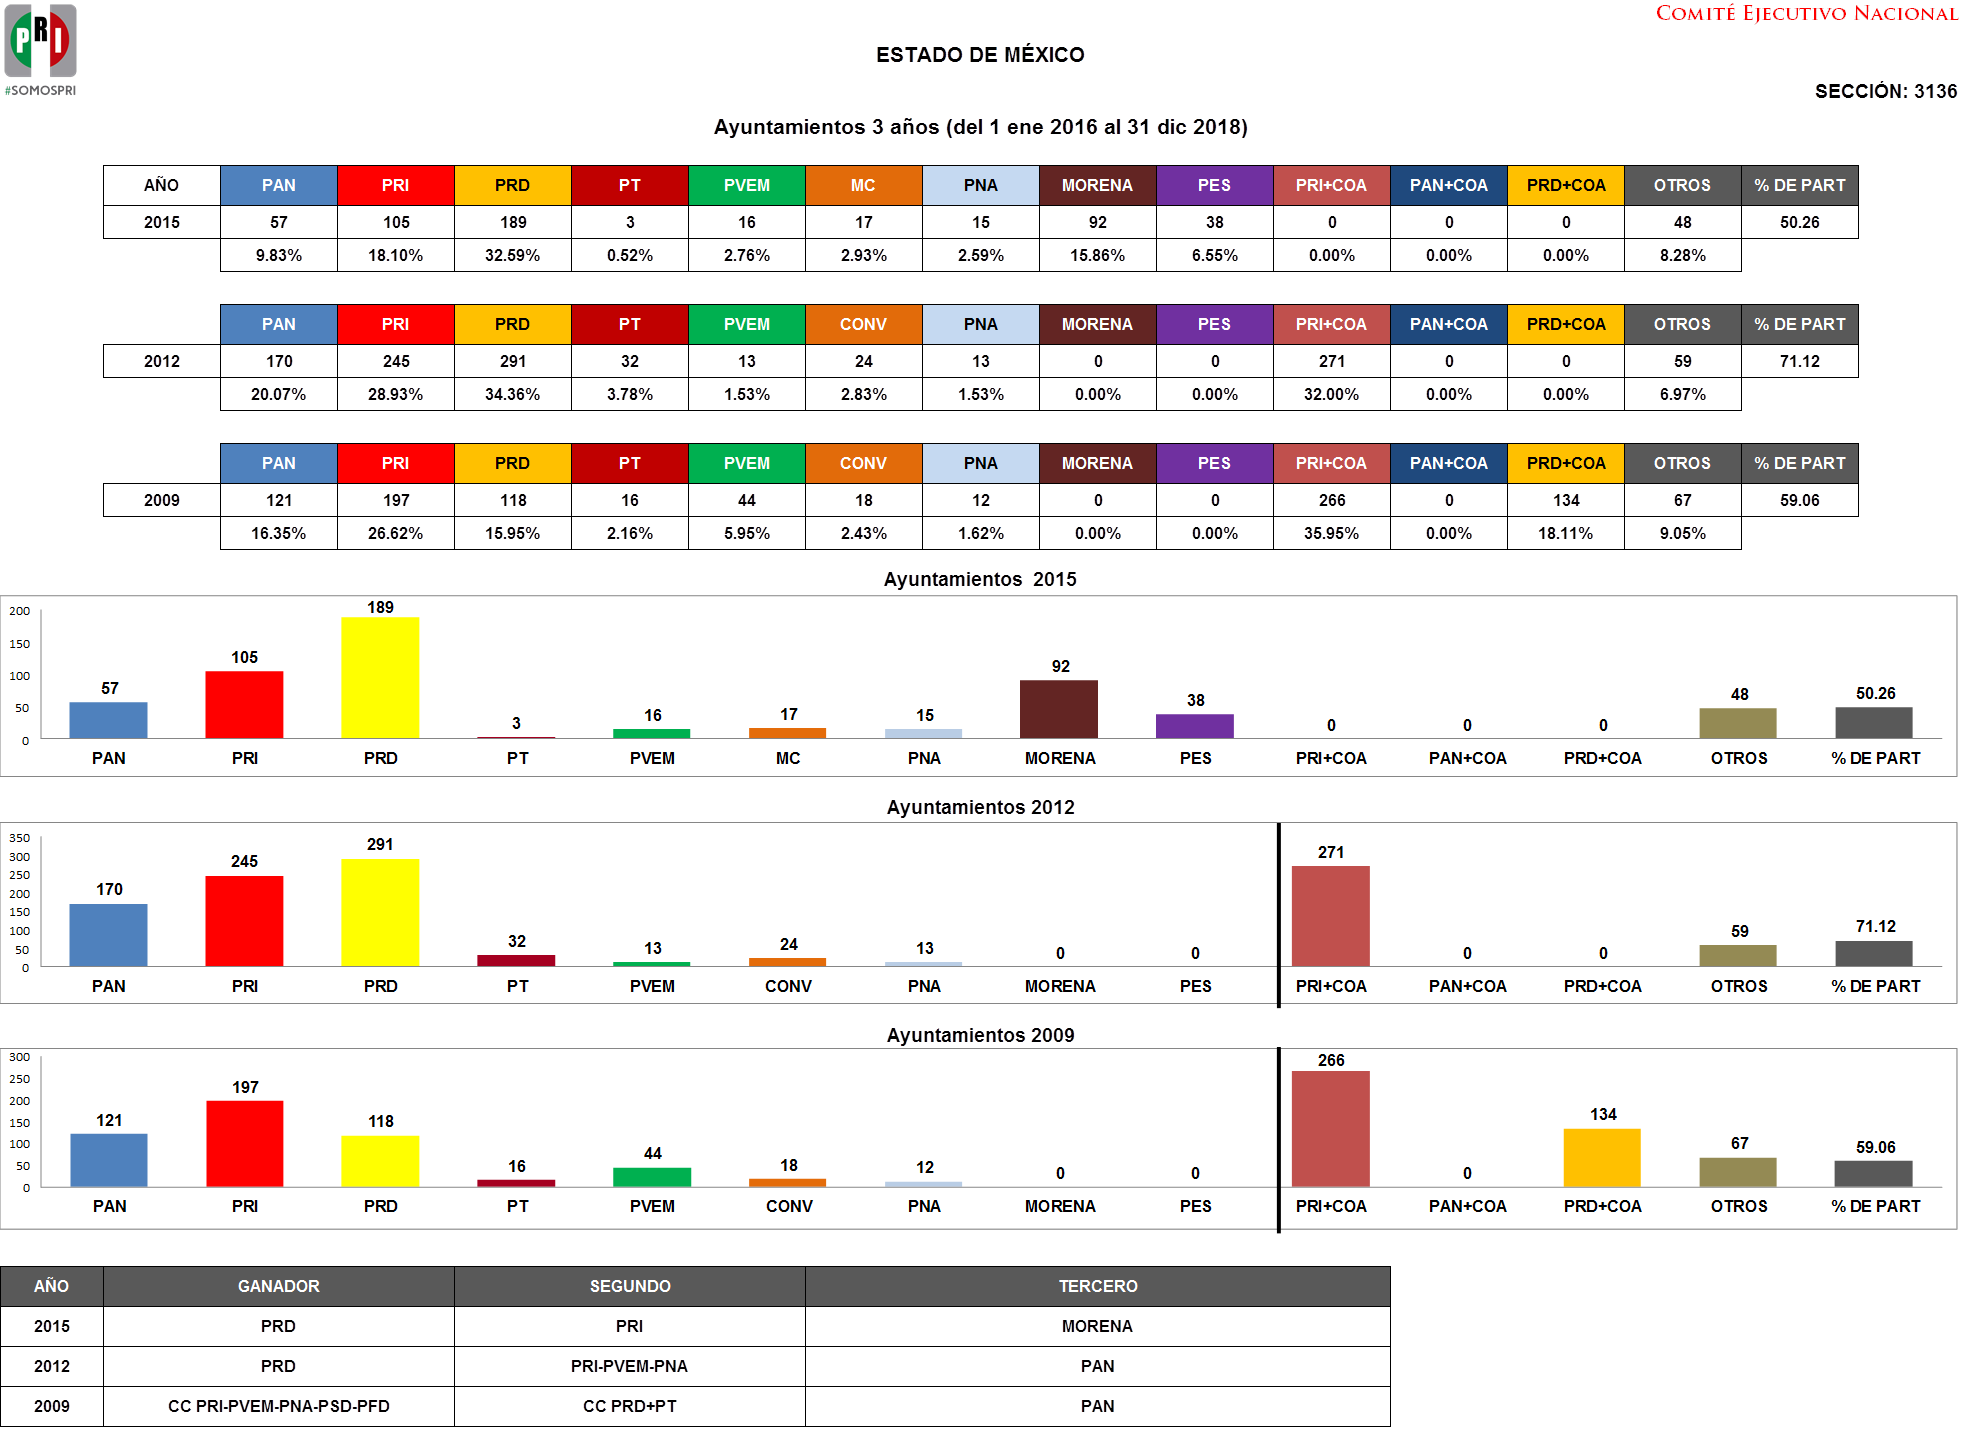 PRI
#SOMOSPRI
COMITÉ EJECUTIVO NACIONAL
ESTADO DE MÉXICO
SECCIÓN: 3136
Ayuntamientos 3 años (del 1 ene 2016 al 31 dic 2018)
AÑO PAN PRI PRD PT PVEM MC PNA MORENA PES PRI+COA PAN+COA PRD+COA OTROS % DE PART
2015 57 105 189 3 16 17 15 92 38 0 0 0 48 50.26
9.83% 18.10% 32.59% 0.52% 2.76% 2.93% 2.59% 15.86% 6.55% 0.00% 0.00% 0.00% 8.28%
PAN PRI PRD PT PVEM CONV PNA MORENA PES PRI+COA PAN+COA PRD+COA OTROS % DE PART
2012 170 245 291 32 13 24 13 0 0 271 0 0 59 71.12
20.07% 28.93% 34.36% 3.78% 1.53% 2.83% 1.53% 0.00% 0.00% 32.00% 0.00% 0.00% 6.97%
PAN PRI PRD PT PVEM CONV PNA MORENA PES PRI+COA PAN+COA PRD+COA OTROS % DE PART
2009 121 197 118 16 44 18 12 0 0 266 0 134 67 59.06
16.35% 26.62% 15.95% 2.16% 5.95% 2.43% 1.62% 0.00% 0.00% 35.95% 0.00% 18.11% 9.05%
Ayuntamientos 2015
200
150
100
50
0
57 105 189 3 16 17 15 92 38 0 0 0 48 50.26
PAN PRI PRD PT PVEM MC PNA MORENA PES PRI+COA PAN+COA PRD+COA OTROS % DE PART
Ayuntamientos 2012
350
300
250
200
150
100
50
0
170 245 291 32 13 24 13 0 0 271 0 0 59 71.12
PAN PRI PRD PT PVEM CONV PNA MORENA PES PRI+COA PAN+COA PRD+COA OTROS % DE PART
Ayuntamientos 2009
300
250
200
150
100
50
0
121 197 118 16 44 18 12 0 0 266 0 134 67 59.06
PAN PRI PRD PT PVEM CONV PNA MORENA PES PRI+COA PAN+COA PRD+COA OTROS % DE PART
AÑO GANADOR SEGUNDO TERCERO
2015 PRD PRI MORENA
2012 PRD PRI-PVEM-PNA PAN
2009 CC PRI-PVEM-PNA-PSD-PFD CC PRD+PT PAN